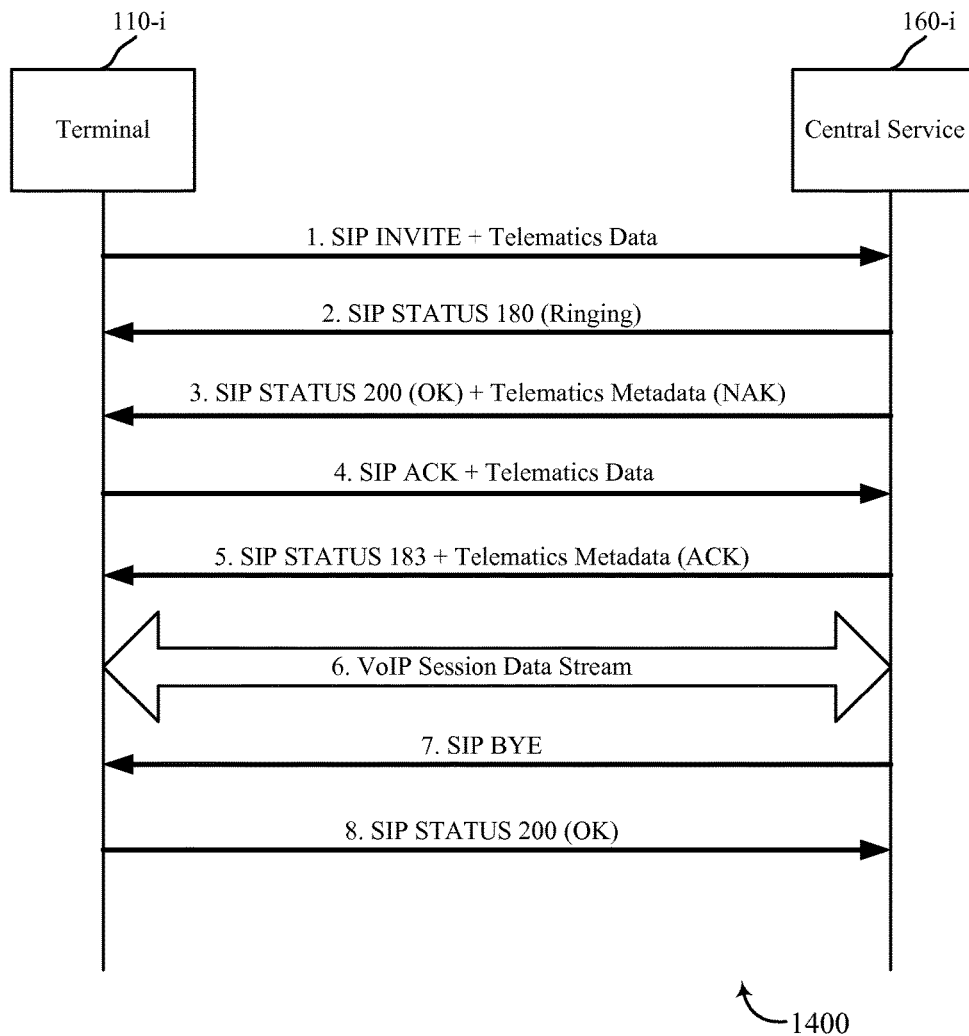 110-i
160-i
Terminal
Central Service
1. SIP INVITE + Telematics Data
2. SIP STATUS 180 (Ringing)
3. SIP STATUS 200 (OK) + Telematics Metadata (NAK)
4. SIP ACK + Telematics Data
5. SIP STATUS 183 + Telematics Metadata (ACK)
6. VoIP Session Data Stream
7. SIP BYE
8. SIP STATUS 200 (OK)
1400